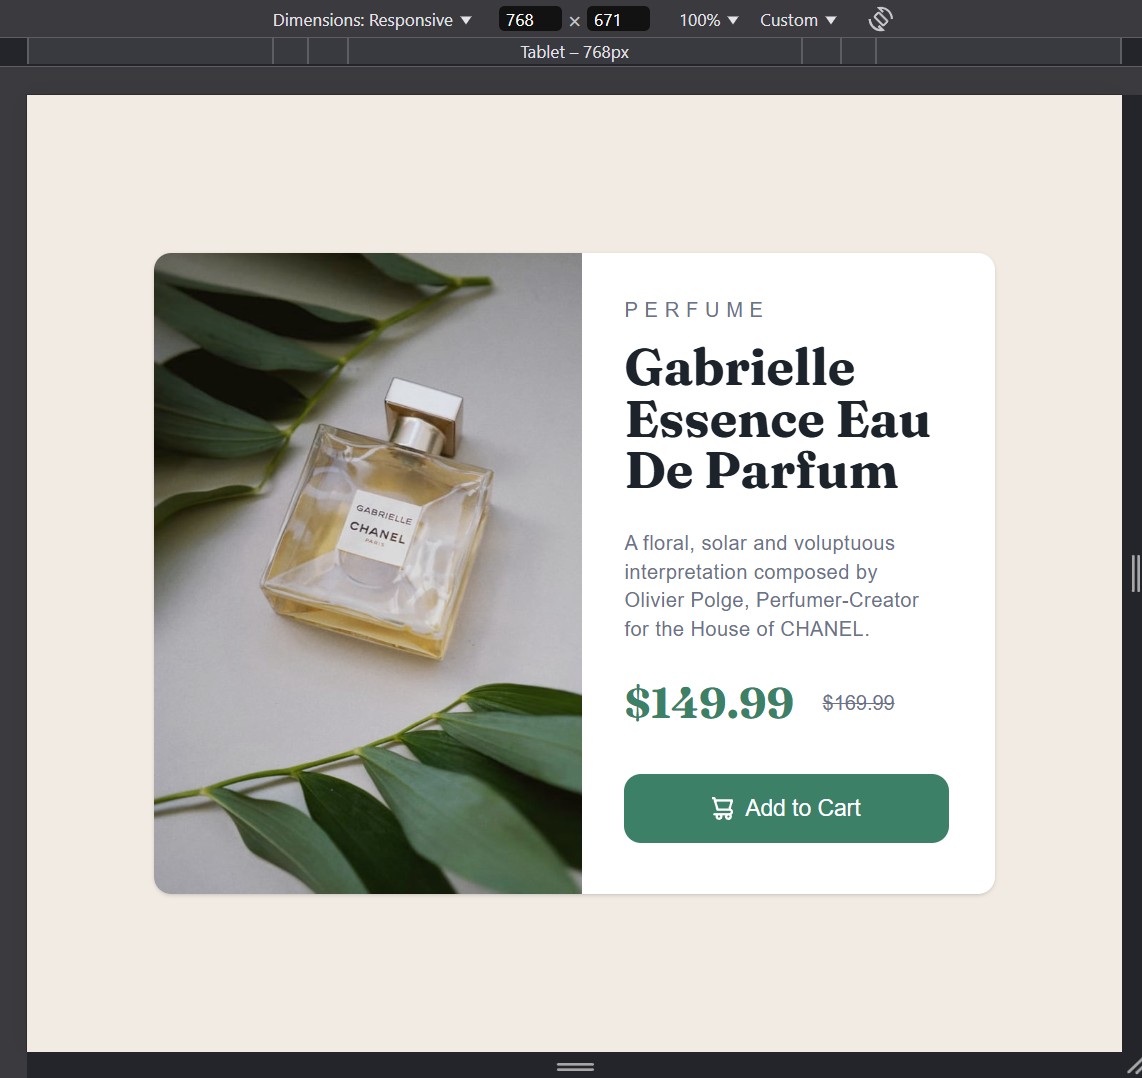 Dimensions: Responsive 768 × 671 100% Custom
Tablet – 768px
GABRIELLE
CHANEL
PARIS
PERFUME
Gabrielle
Essence Eau
De Parfum
A floral, solar and voluptuous
interpretation composed by
Olivier Polge, Perfumer-Creator
for the House of CHANEL.
$149.99 $169.99
Add to Cart